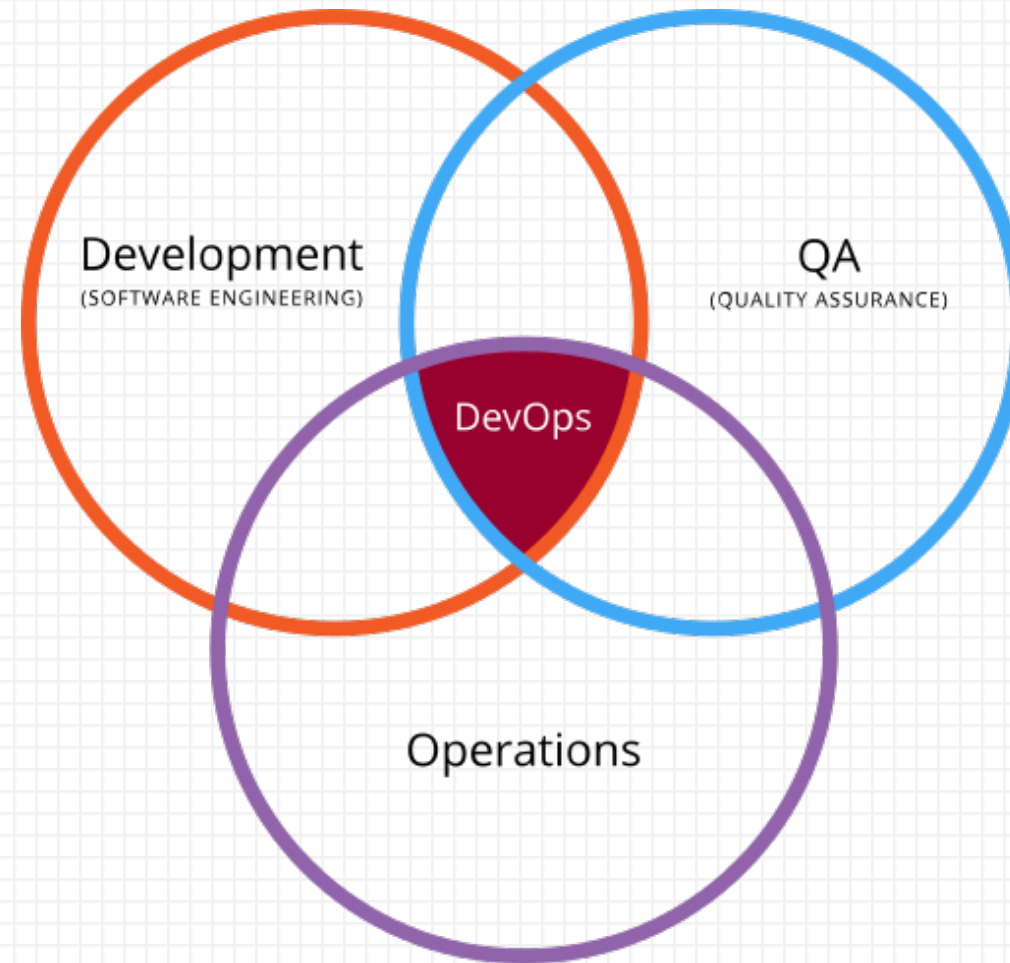 Development
(SOFTWARE ENGINEERING)
QA
(QUALITY ASSURANCE)
DevOps
Operations